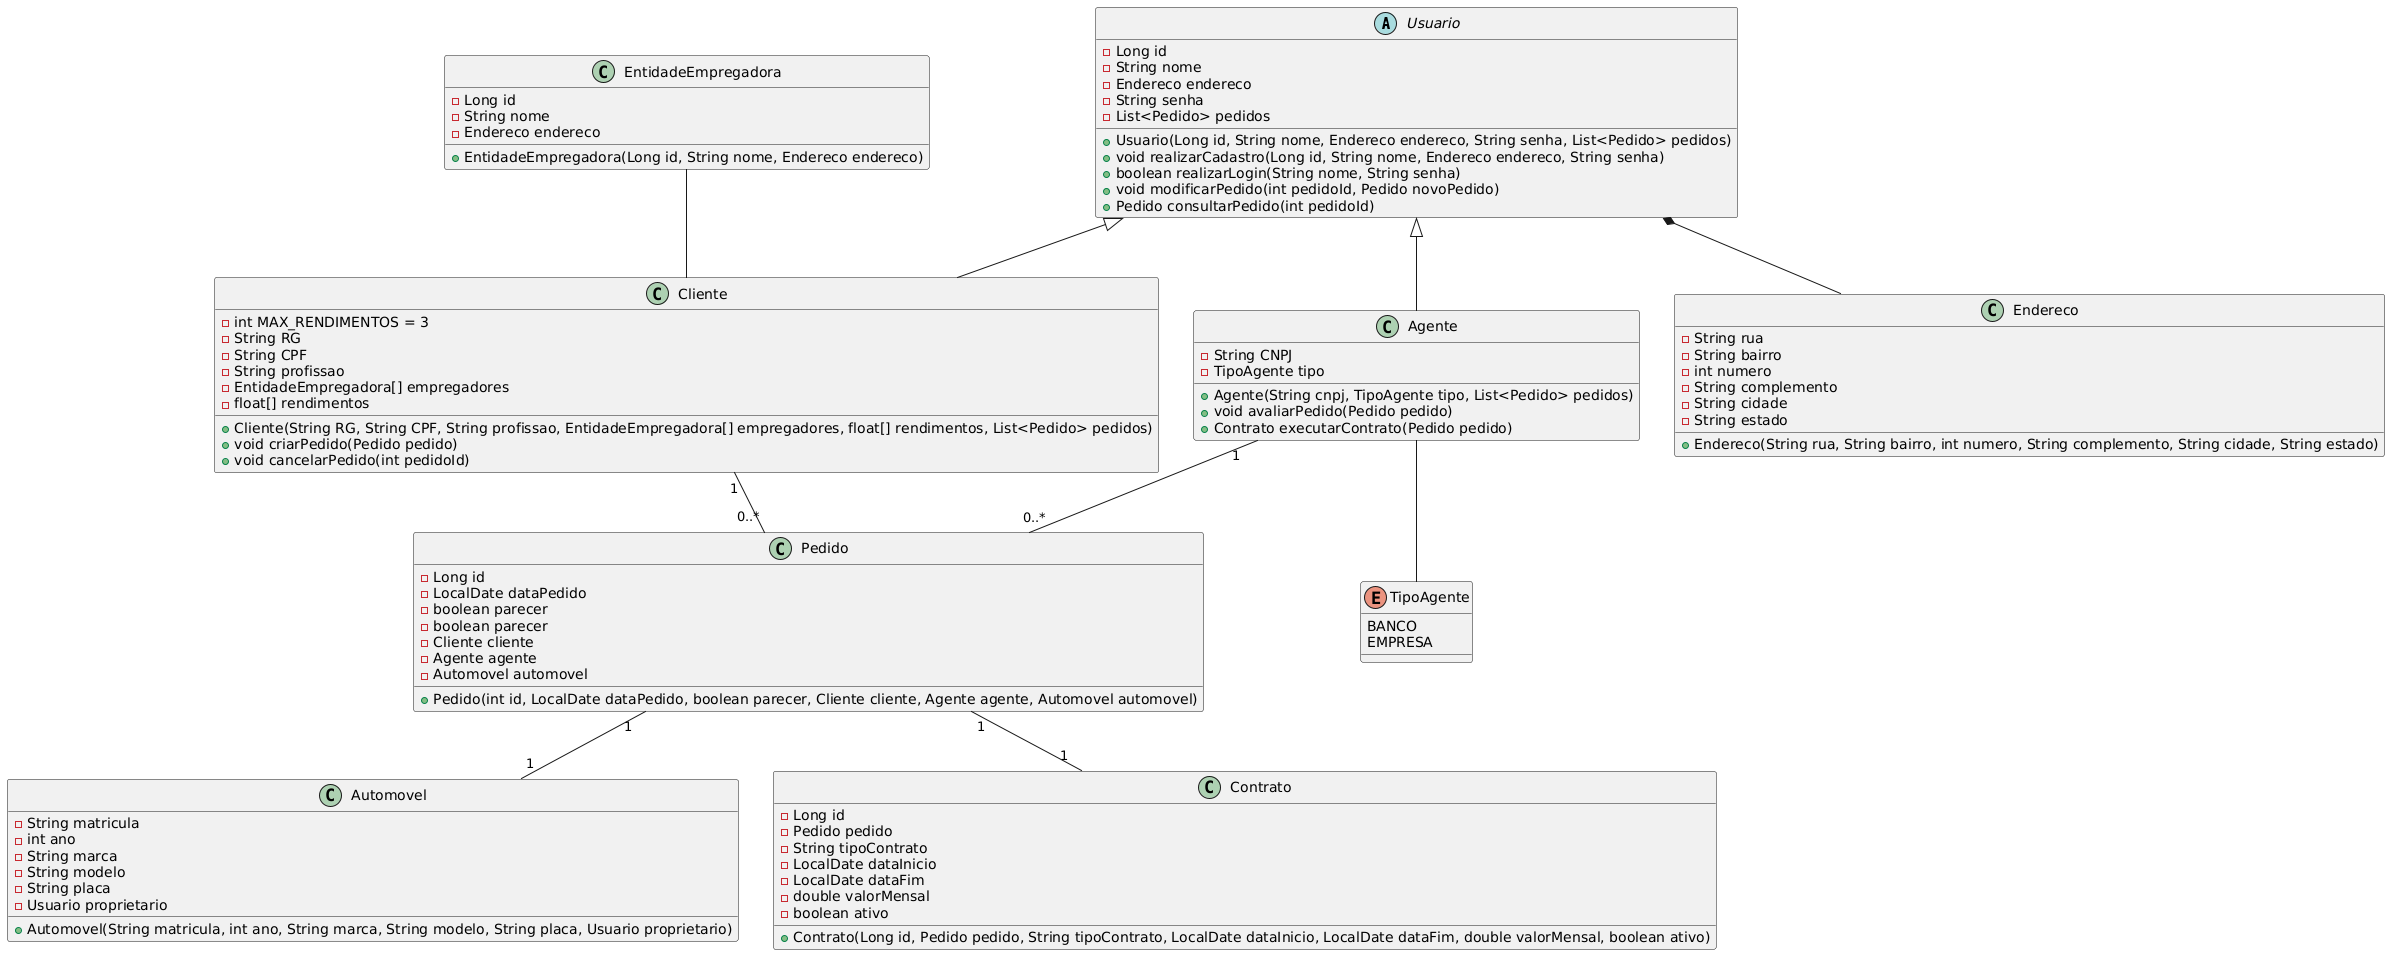 A Usuario
Long id
String nome
Endereco endereco
String senha
List<Pedido> pedidos
Usuario(Long id, String nome, Endereco endereco, String senha, List<Pedido> pedidos)
void realizarCadastro(Long id, String nome, Endereco endereco, String senha)
boolean realizarLogin(String nome, String senha)
void modificarPedido(int pedidoId, Pedido novoPedido)
Pedido consultarPedido(int pedidoId)
C EntidadeEmpregadora
Long id
String nome
Endereco endereco
EntidadeEmpregadora(Long id, String nome, Endereco endereco)
C Cliente
int MAX_RENDIMENTOS = 3
String RG
String CPF
String profissao
EntidadeEmpregadora[] empregadores
float[] rendimentos
Cliente(String RG, String CPF, String profissao, EntidadeEmpregadora[] empregadores, float[] rendimentos, List<Pedido> pedidos)
void criarPedido(Pedido pedido)
void cancelarPedido(int pedidoId)
C Agente
String CNPJ
TipoAgente tipo
Agente(String cnpj, TipoAgente tipo, List<Pedido> pedidos)
void avaliarPedido(Pedido pedido)
Contrato executarContrato(Pedido pedido)
C Endereco
String rua
String bairro
int numero
String complemento
String cidade
String estado
Endereco(String rua, String bairro, int numero, String complemento, String cidade, String estado)
1
0..*
1
0..*
C Pedido
Long id
LocalDate dataPedido
boolean parecer
boolean parecer
Cliente cliente
Agente agente
Automovel automovel
Pedido(int id, LocalDate dataPedido, boolean parecer, Cliente cliente, Agente agente, Automovel automovel)
E TipoAgente
BANCO
EMPRESA
1
1
1
1
C Automovel
String matricula
int ano
String marca
String modelo
String placa
Usuario proprietario
Automovel(String matricula, int ano, String marca, String modelo, String placa, Usuario proprietario)
C Contrato
Long id
Pedido pedido
String tipoContrato
LocalDate dataInicio
LocalDate dataFim
double valorMensal
boolean ativo
Contrato(Long id, Pedido pedido, String tipoContrato, LocalDate dataInicio, LocalDate dataFim, double valorMensal, boolean ativo)